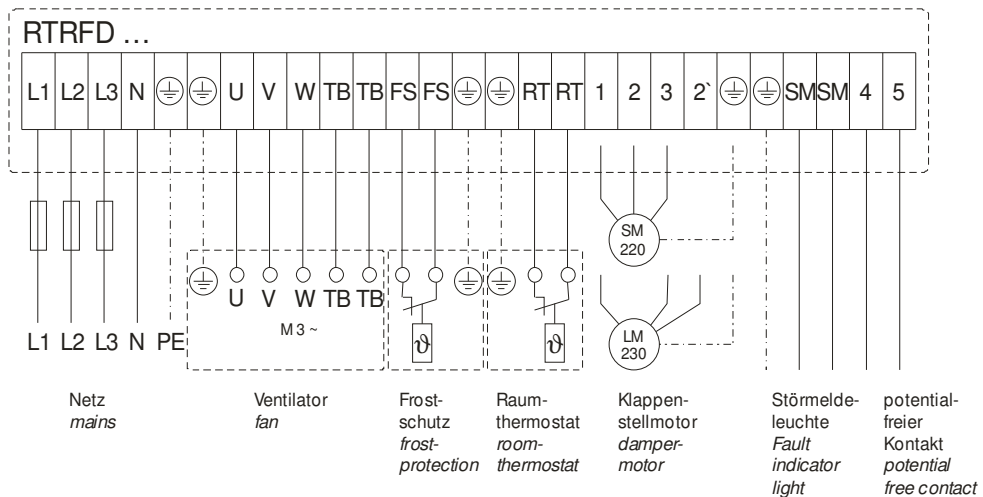 RTRFD ...
L1 L2 L3 N U V W TB TB FS FS RT RT 1 2 3 2` SM SM 4 5
SM
220
U V W TB TB
M 3 ~
ϑ ϑ
LM
230
L1 L2 L3 N PE
Netz
mains
Ventilator
fan
Frost-
schutz
frost-
protection
Raum-
thermostat
room-
thermostat
Klappen-
stellmotor
damper-
motor
Störmelde-
leuchte
Fault
indicator
light
potential-
freier
Kontakt
potential
free contact